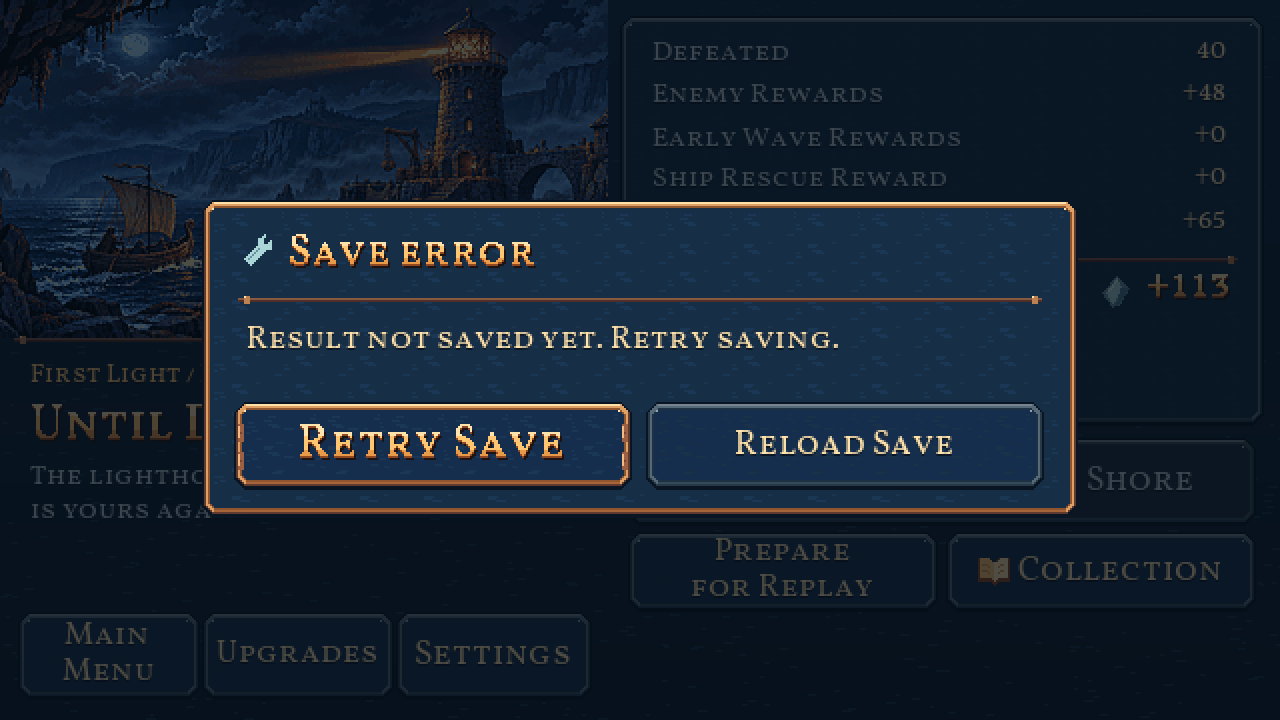 Defeated 40
Enemy Rewards +48
Early Wave Rewards +0
Ship Rescue Reward +0
+65
+113
Save error
Result not saved yet. Retry saving.
Retry Save
Reload Save
First Light /
Until
The
is yours
Shore
Prepare
for Replay
Collection
Main
Menu
Upgrades
Settings